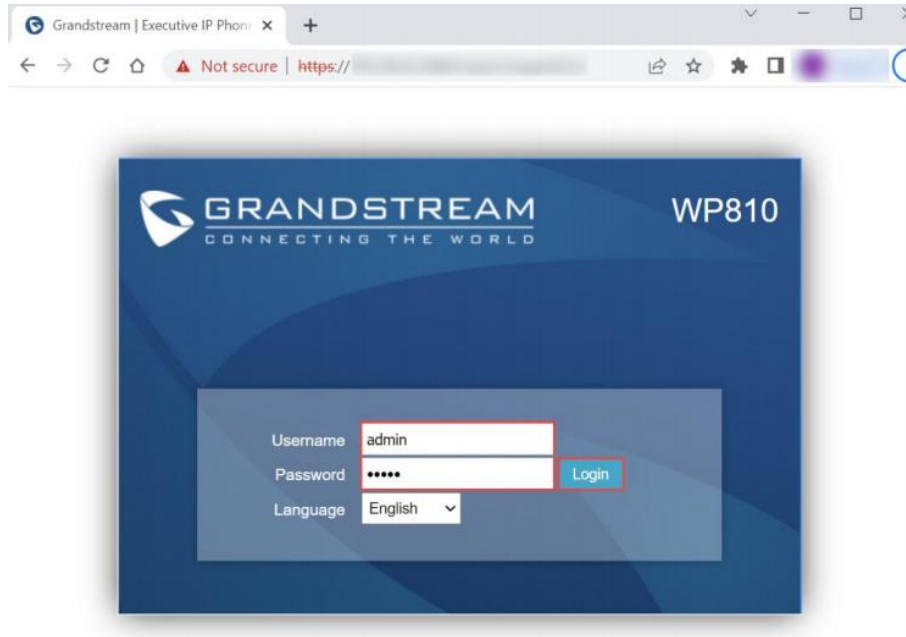 Grandstream | Executive IP Phon
Not secure | https://
GRANDSTREAM WP810
CONNECTING THE WORLD
Username admin
Password ••••• Login
Language English